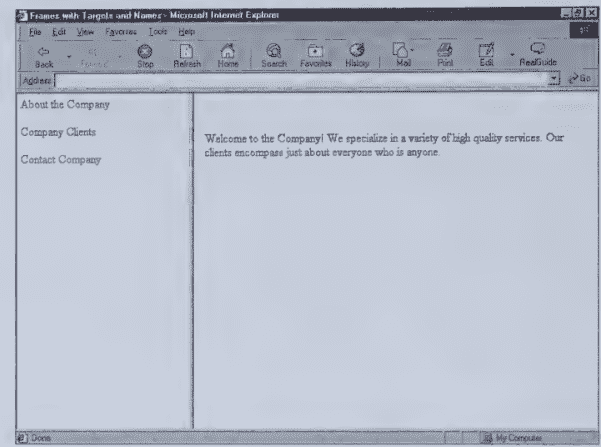 Frames with Targets and Names - Microsoft Internet Explorer
File Edit View Favorites Tools Help
Back Forward Stop Refresh Home Search Favorites History Mail Print Edit RealGuide
Address Go
About the Company
Company Clients
Contact Company
Welcome to the Company! We specialize in a variety of high quality services. Our
clients encompass just about everyone who is anyone.
Done My Computer